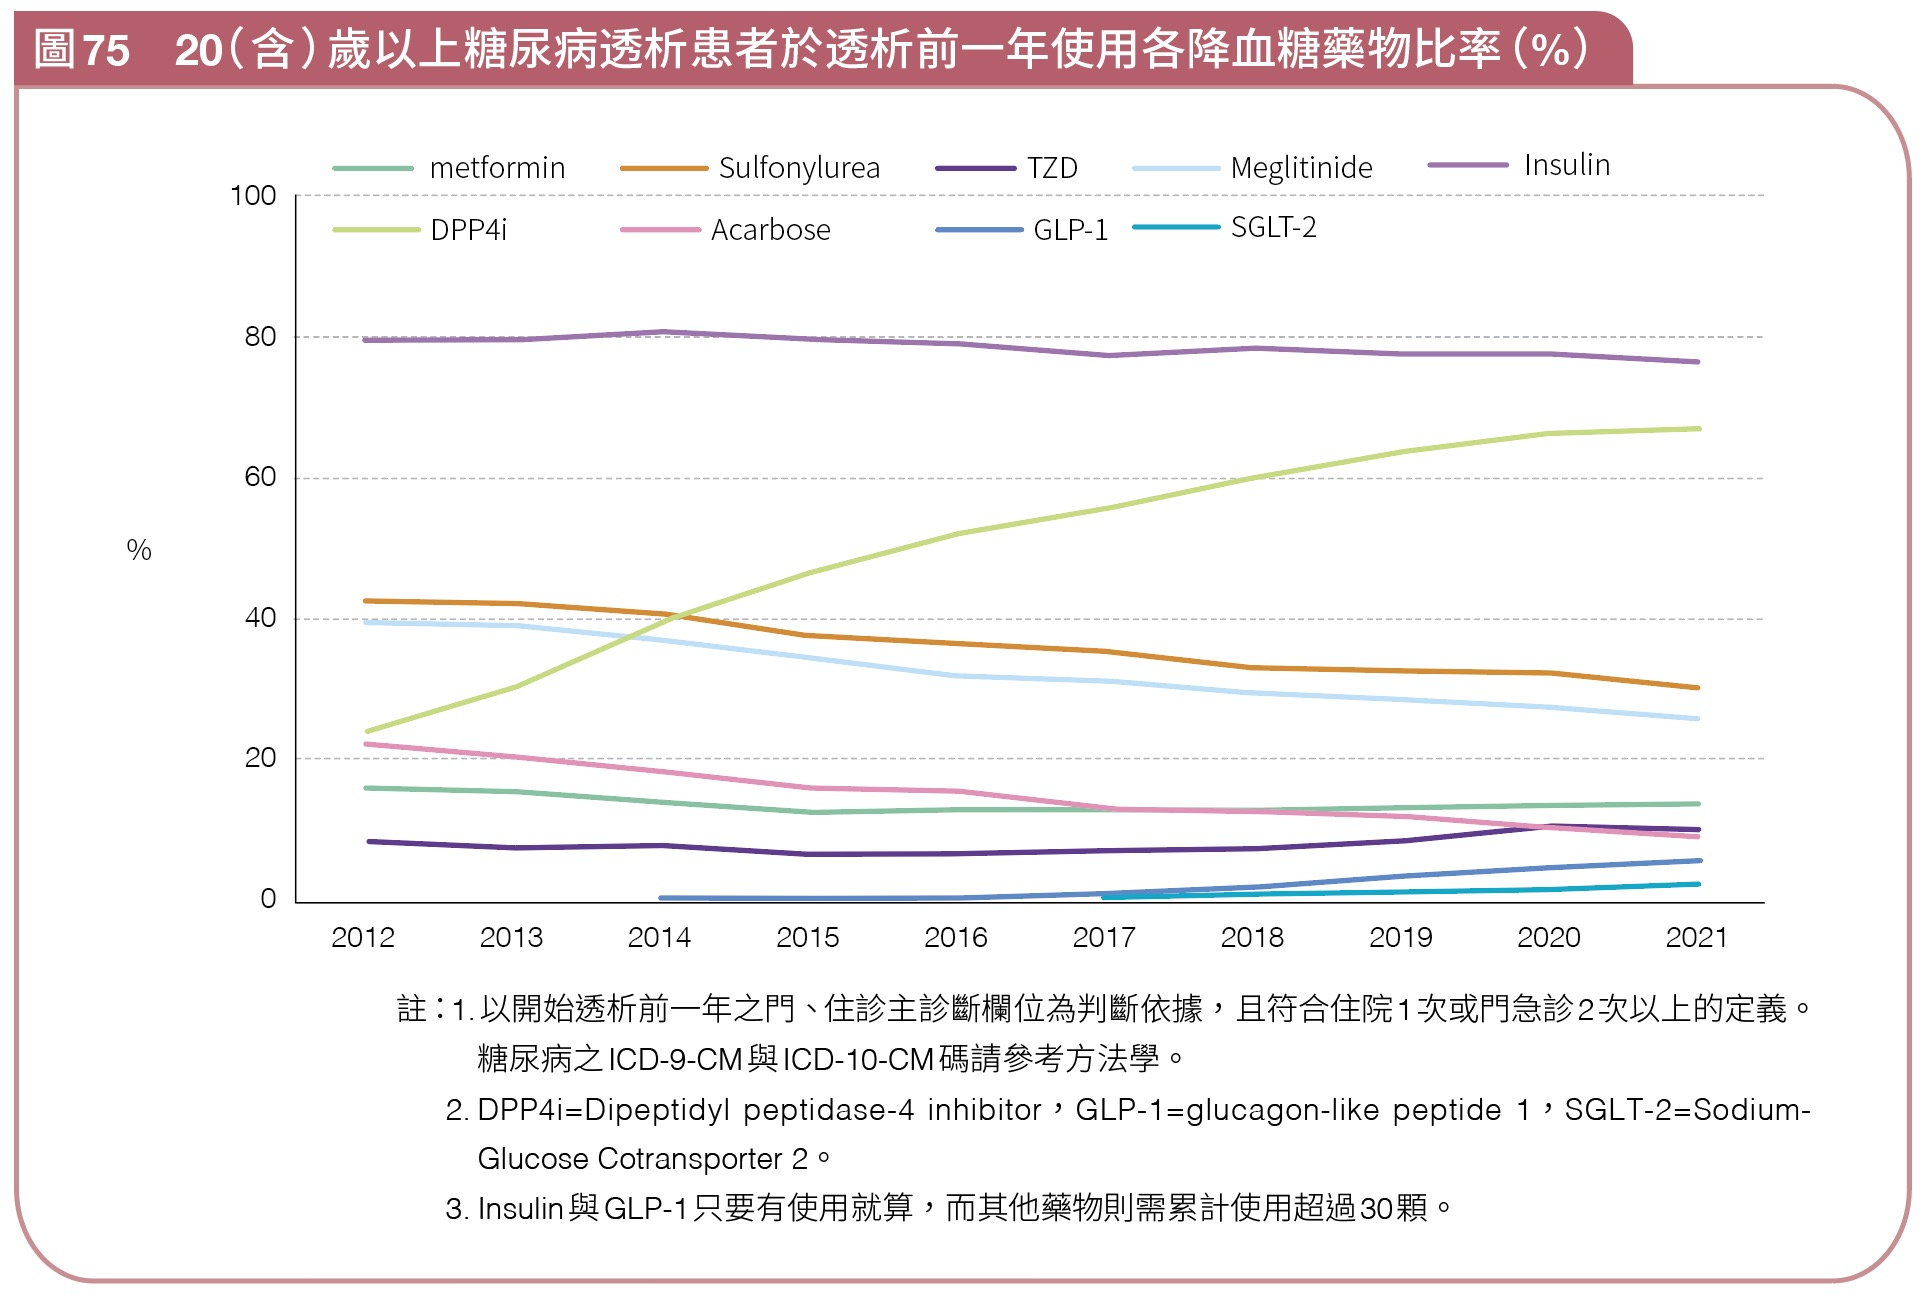 圖75 20(含)歲以上糖尿病透析患者於透析前一年使用各降血糖藥物比率(%)
metformin Sulfonylurea TZD Meglitinide Insulin
DPP4i Acarbose GLP-1 SGLT-2
100
80
60
%
40
20
0
2012 2013 2014 2015 2016 2017 2018 2019 2020 2021
註：1. 以開始透析前一年之門、住診主診斷欄位為判斷依據，且符合住院1次或門急診2次以上的定義。
糖尿病之ICD-9-CM與ICD-10-CM碼請參考方法學。
2. DPP4i=Dipeptidyl peptidase-4 inhibitor，GLP-1=glucagon-like peptide 1，SGLT-2=Sodium-
Glucose Cotransporter 2。
3. Insulin與GLP-1只要有使用就算，而其他藥物則需累計使用超過30顆。